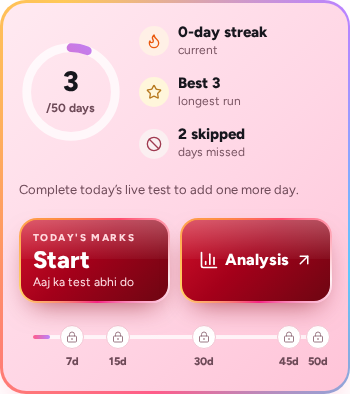 3
/50 days
0-day streak
current
Best 3
longest run
2 skipped
days missed
Complete today's live test to add one more day.
TODAY'S MARKS
Start
Aaj ka test abhi do
Analysis
7d
15d
30d
45d
50d